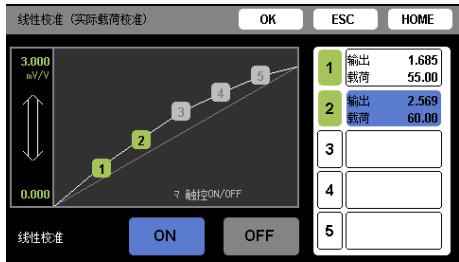 线性校准（实际载荷校准）
OK
ESC
HOME
3.000
mV/V
0.000
1
2
3
4
5
マ 触控ON/OFF
线性校准
ON
OFF
1
输出 1.685
载荷 55.00
2
输出 2.569
载荷 60.00
3
4
5